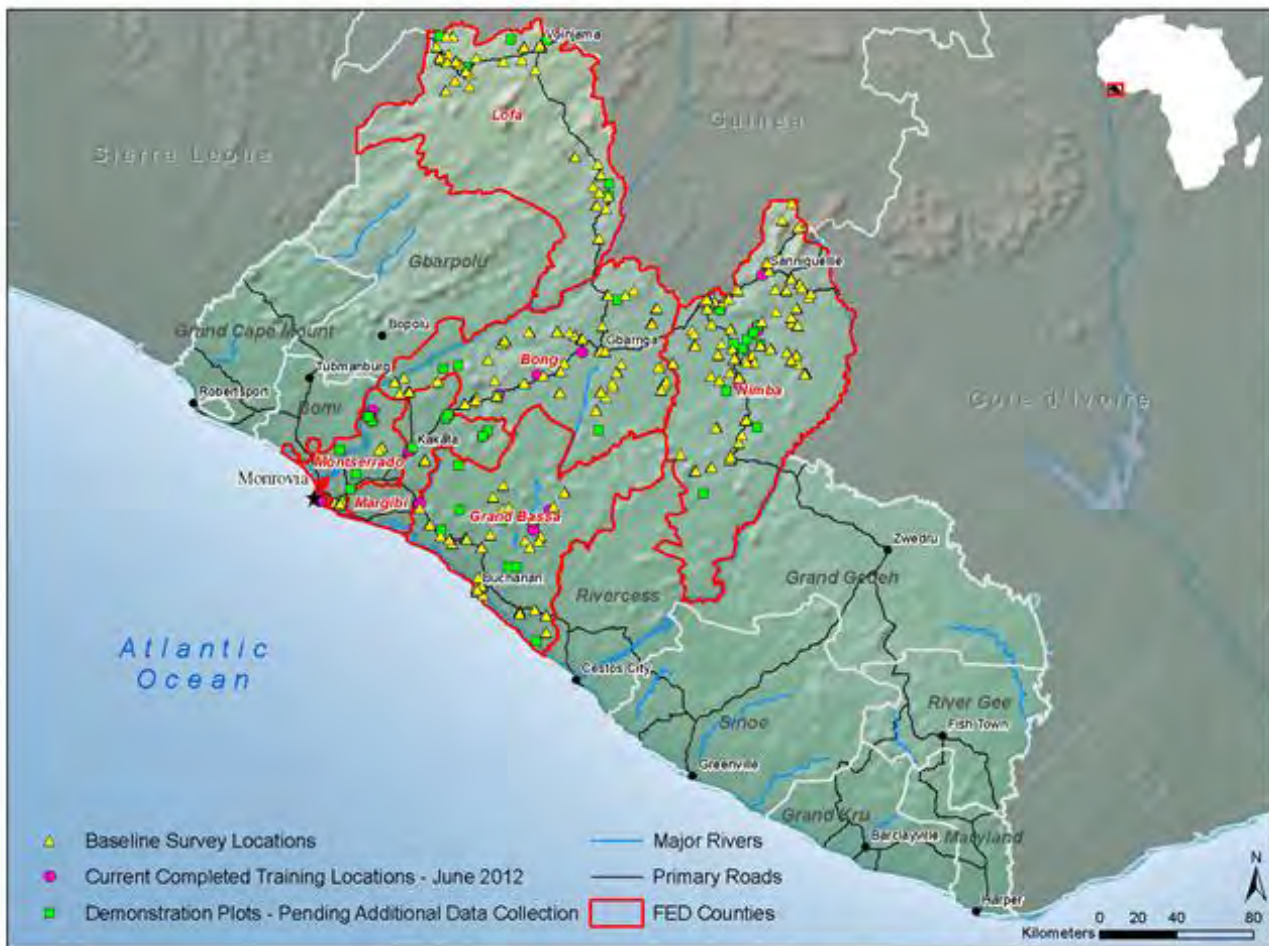 Voinjama
Lofa
Guinea
Sierra Leone
Gbarpolu
Sanniquellie
Grand Cape Mount
Bopolu
Gbarnga
Bong
Tubmanburg
Nimba
Cote d'Ivoire
Robertsport
Bomi
Kakata
Montserrado
Monrovia
Margibi
Grand Bassa
Zwedru
Buchanan
Rivercess
Grand Gedeh
Atlantic
Ocean
Cestos City
River Gee
Sinoe
Fish Town
Greenville
Grand Kru
Barclayville
Maryland
Harper
Baseline Survey Locations
Current Completed Training Locations - June 2012
Demonstration Plots - Pending Additional Data Collection
Major Rivers
Primary Roads
FED Counties
N
0 20 40 80
Kilometers